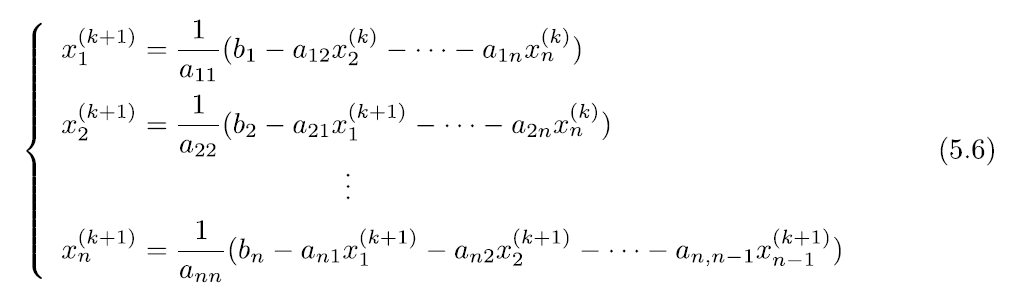 x_1^{(k+1)} = \frac{1}{a_{11}}(b_1 - a_{12}x_2^{(k)} - \cdots - a_{1n}x_n^{(k)})
x_2^{(k+1)} = \frac{1}{a_{22}}(b_2 - a_{21}x_1^{(k+1)} - \cdots - a_{2n}x_n^{(k)})
(5.6)
\vdots
x_n^{(k+1)} = \frac{1}{a_{nn}}(b_n - a_{n1}x_1^{(k+1)} - a_{n2}x_2^{(k+1)} - \cdots - a_{n,n-1}x_{n-1}^{(k+1)})